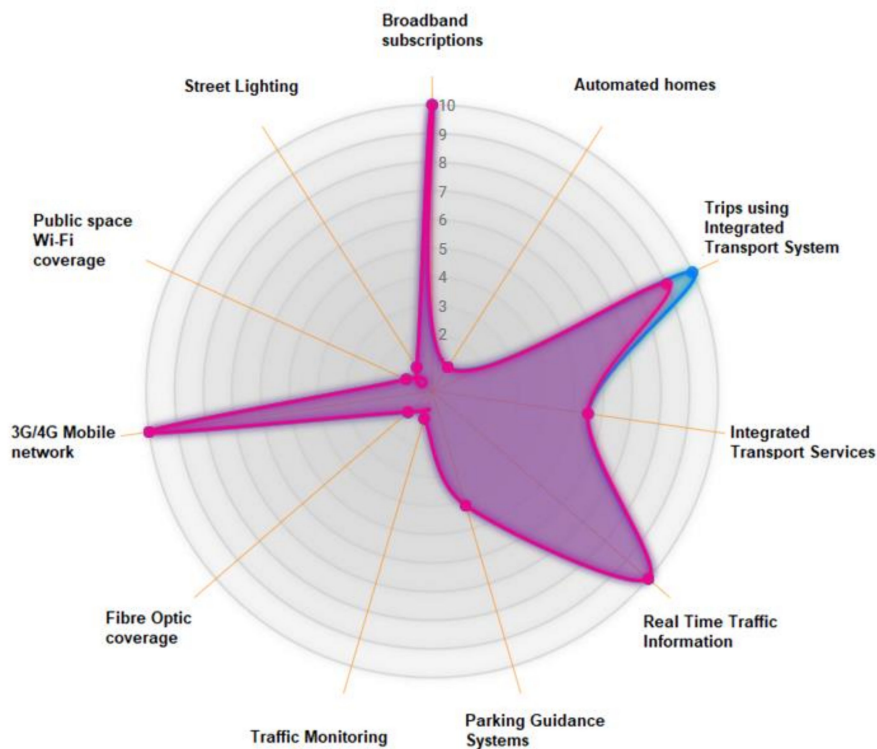 Broadband
subscriptions
Street Lighting
Automated homes
10
9
8
7
6
5
4
3
2
Public space
Wi-Fi
coverage
Trips using
Integrated
Transport System
3G/4G Mobile
network
Integrated
Transport Services
Fibre Optic
coverage
Real Time Traffic
Information
Traffic Monitoring
Parking Guidance
Systems